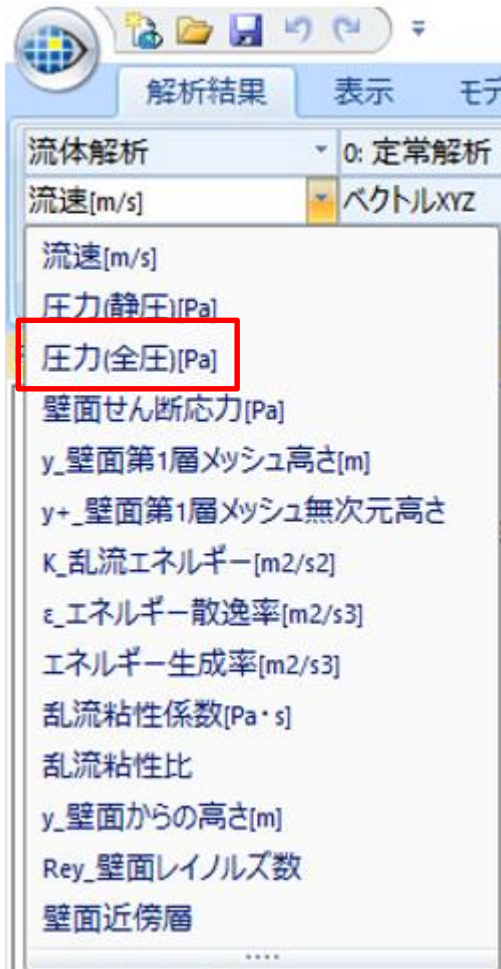 解析結果 表示
流体解析 0: 定常解析
流速[m/s] ベクトルXYZ
流速[m/s]
圧力(静圧)[Pa]
圧力(全圧)[Pa]
壁面せん断応力[Pa]
y_壁面第1層メッシュ高さ[m]
y+_壁面第1層メッシュ無次元高さ
K_乱流エネルギー[m2/s2]
ε_エネルギー散逸率[m2/s3]
エネルギー生成率[m2/s3]
乱流粘性係数[Pa・s]
乱流粘性比
y_壁面からの高さ[m]
Rey_壁面レイノルズ数
壁面近傍層